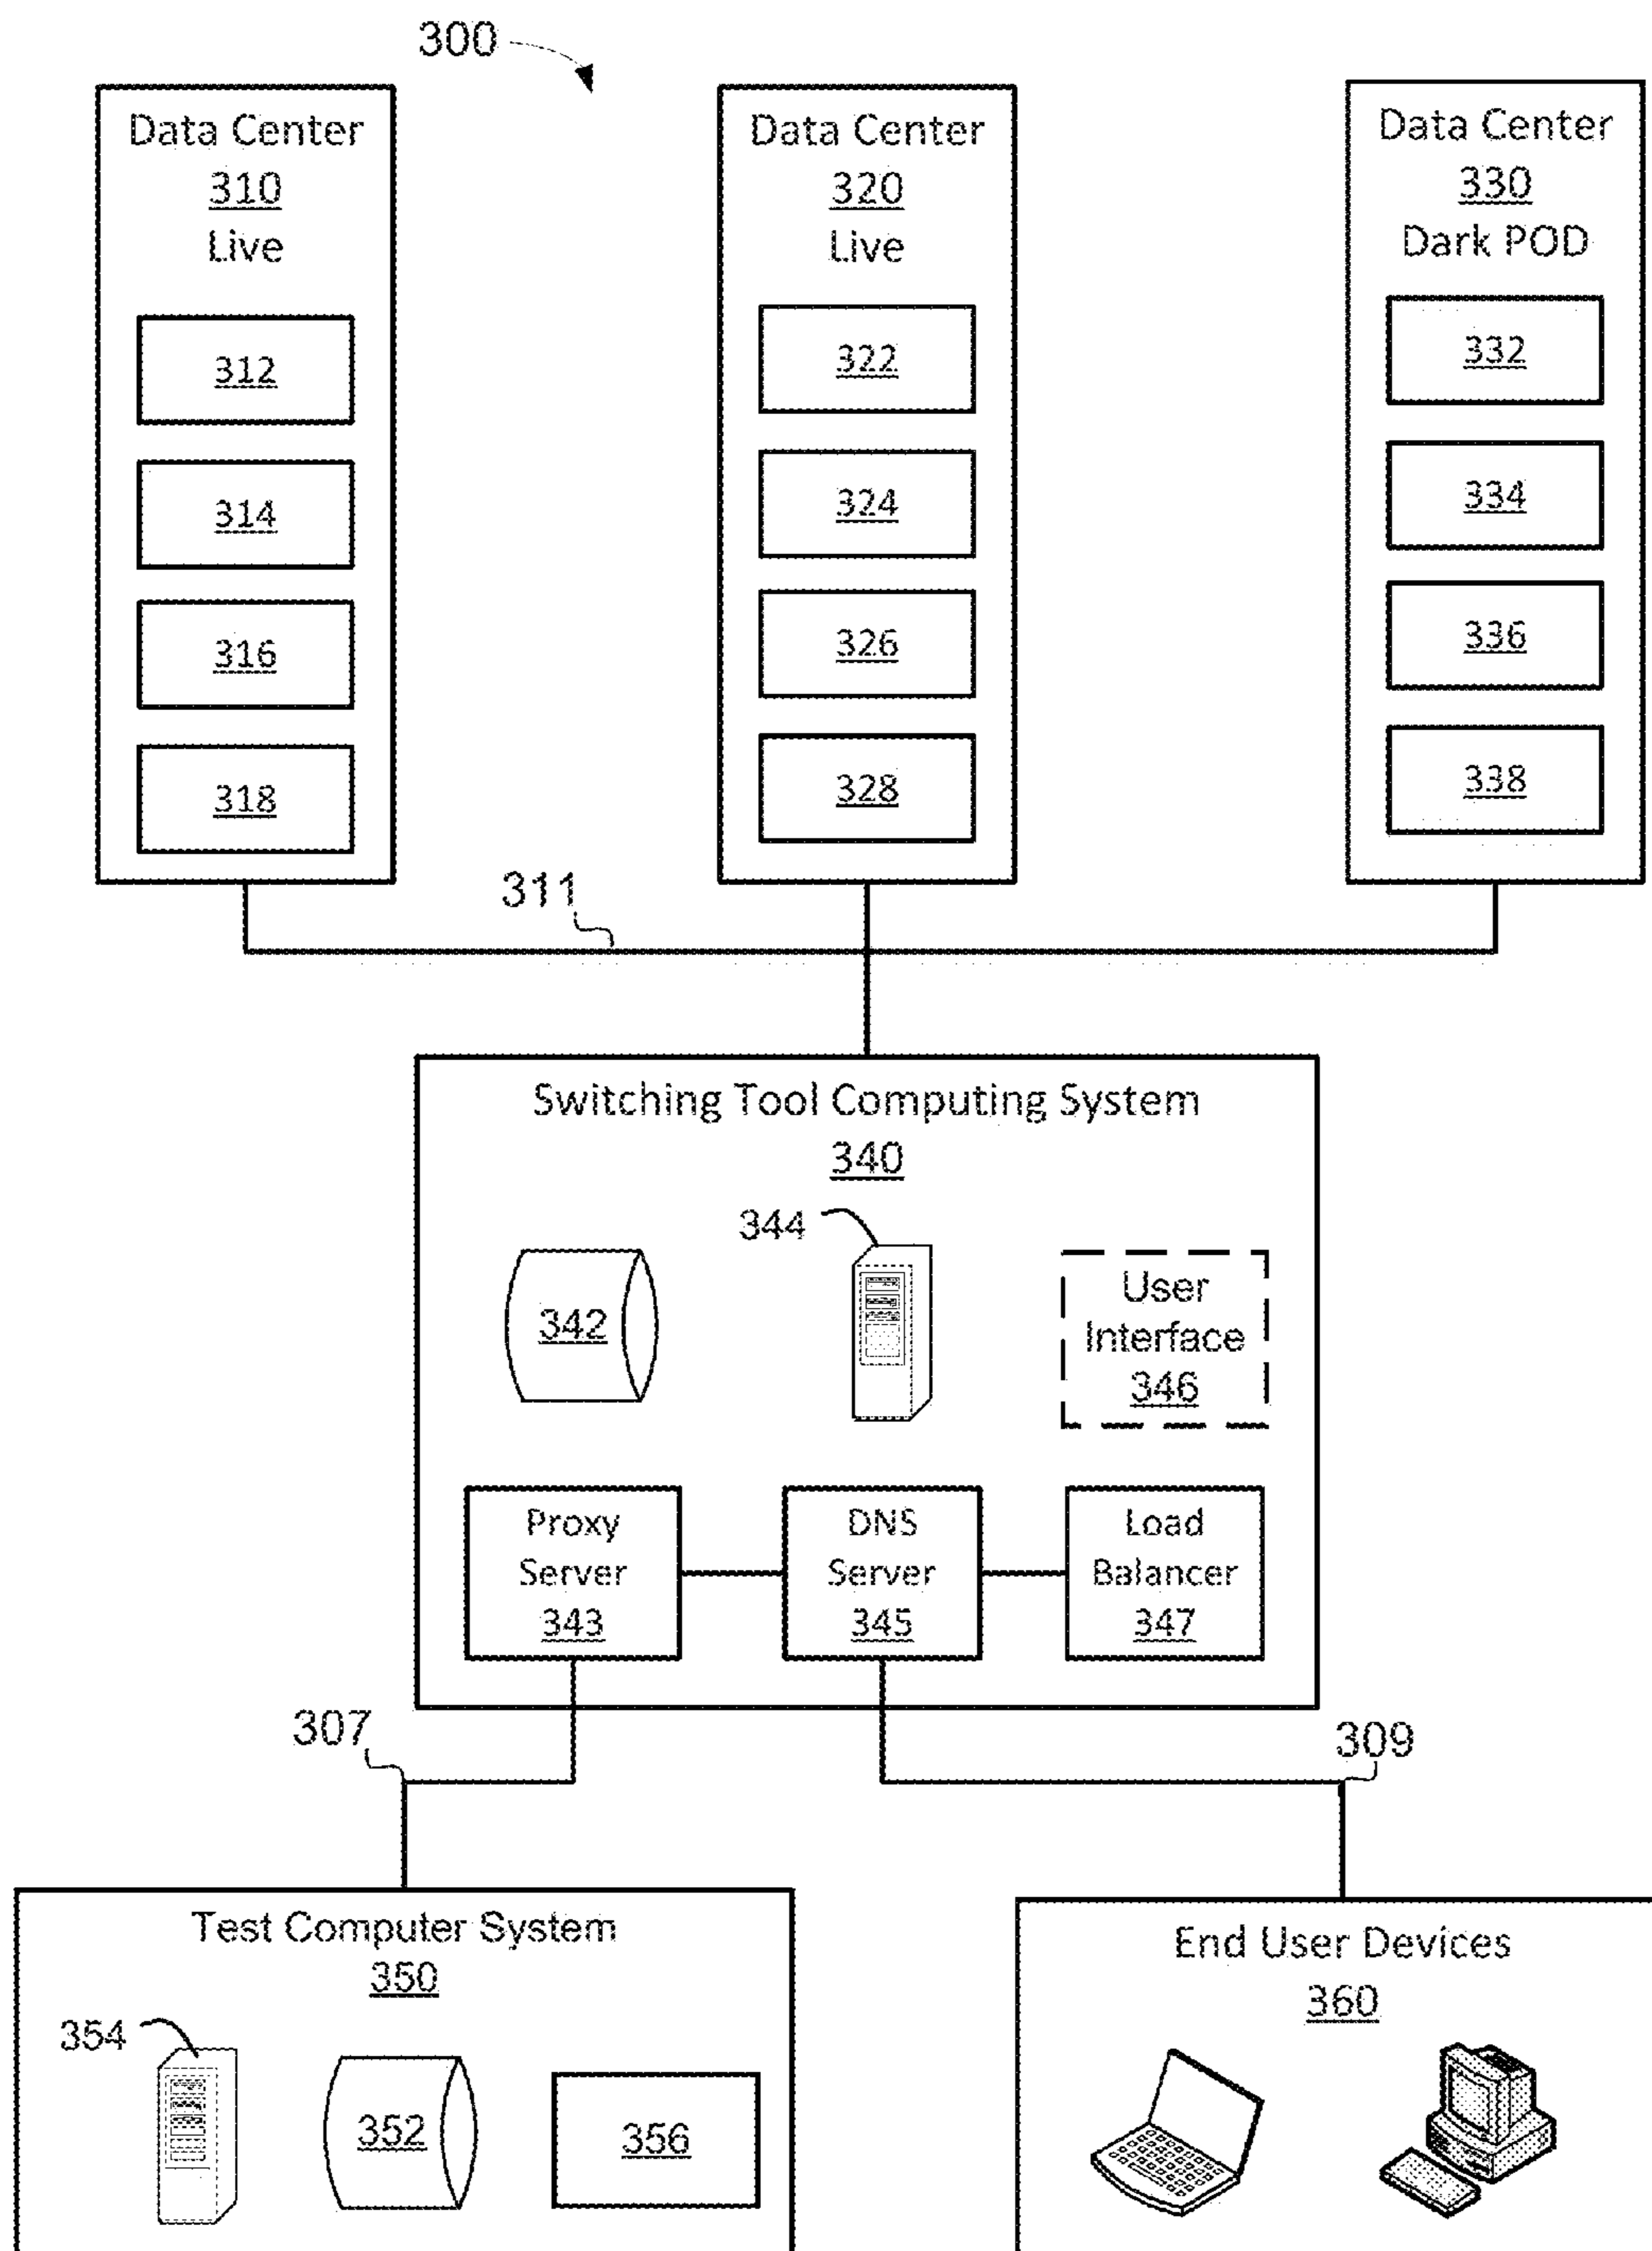 300
Data Center
310
Live
312
314
316
318
Data Center
320
Live
322
324
326
328
Data Center
330
Dark POD
332
334
336
338
311
Switching Tool Computing System
340
342
344
User
Interface
346
Proxy
Server
343
DNS
Server
345
Load
Balancer
347
307
309
Test Computer System
350
354
352
356
End User Devices
360